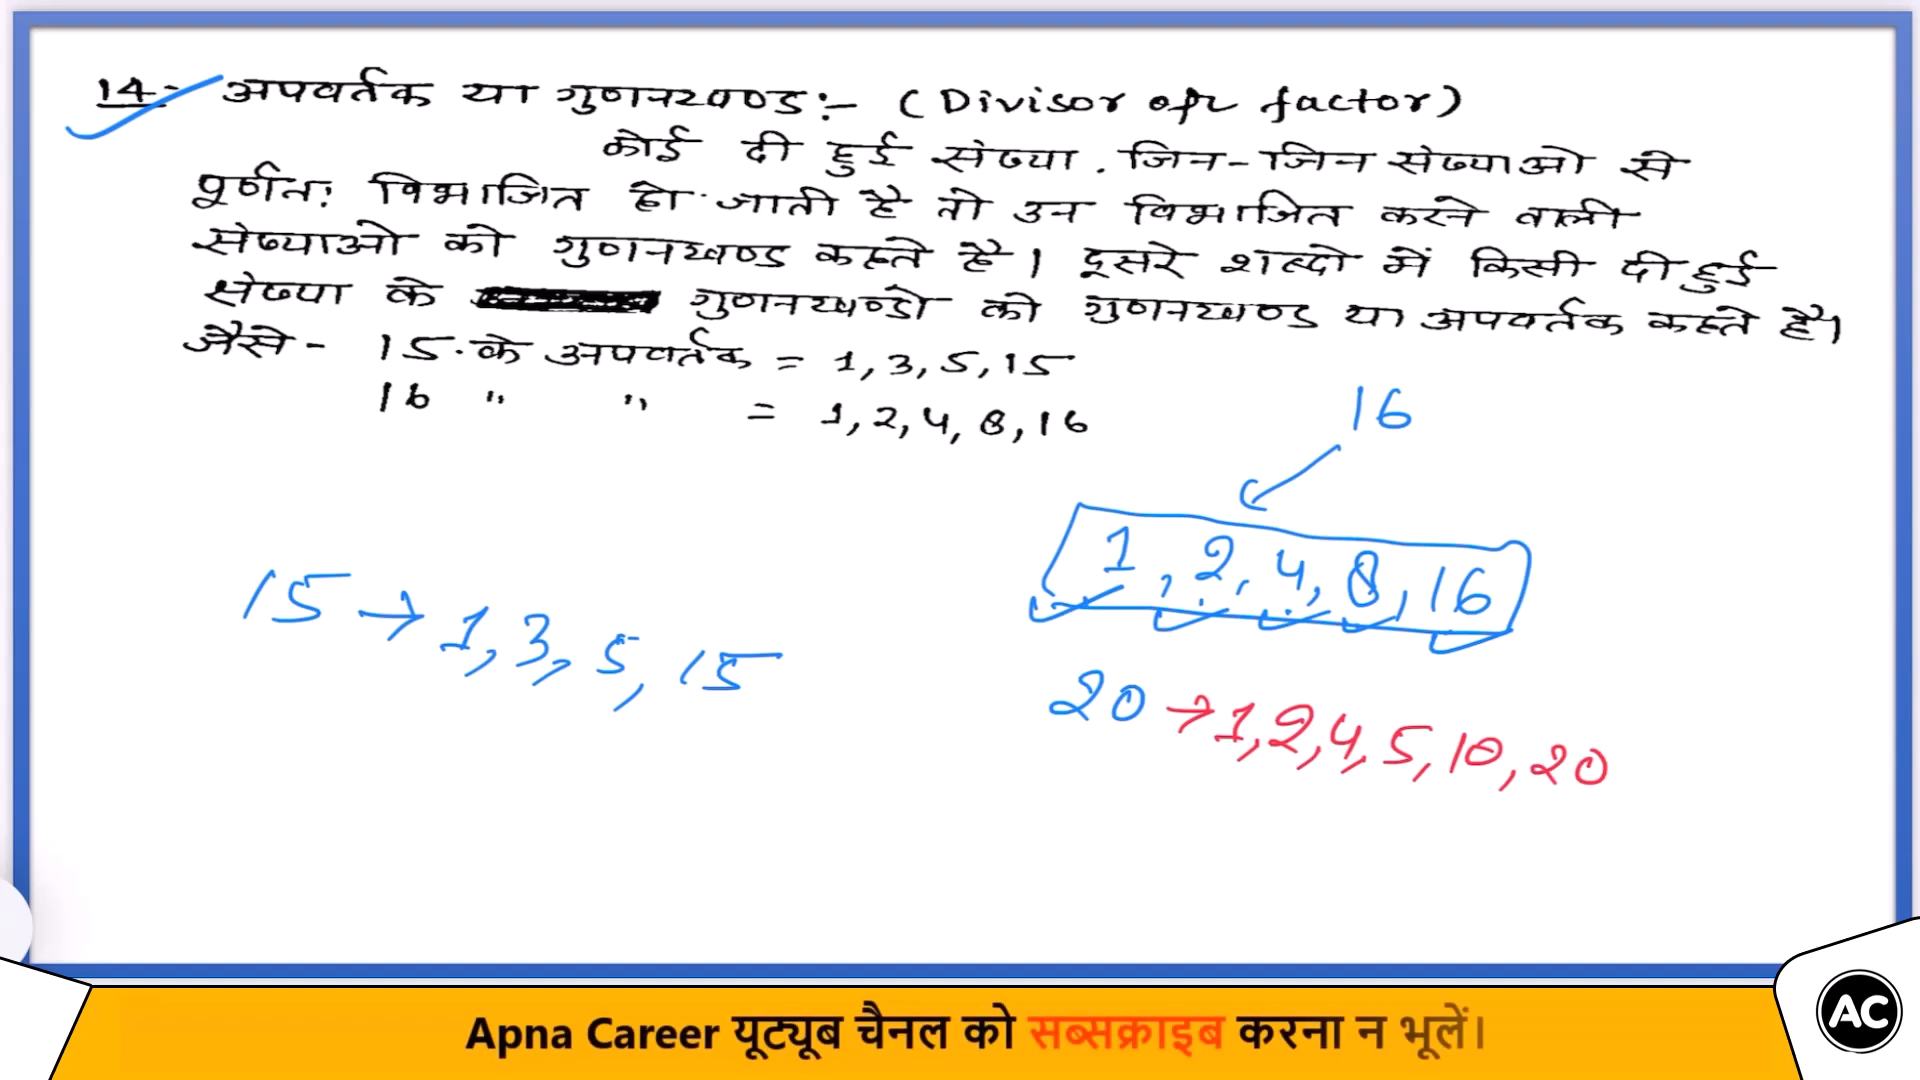 14:- अपवर्तक या गुणनखण्ड:- (Divisor or factor)
कोई दी हुई संख्या . जिन-जिन संख्याओ से
पूर्णत: विभाजित हो जाती है तो उन विभाजित करने वाली
संख्याओ को गुणनखण्ड कहते है। दूसरे शब्दो में किसी दी हुई
संख्या के गुणनखण्डो को गुणनखण्ड या अपवर्तक कहते है।
जैसे - 15 के अपवर्तक = 1, 3, 5, 15
16 " " = 1, 2, 4, 8, 16
16
1, 2, 4, 8, 16
15 → 1, 3, 5, 15
20 → 1, 2, 4, 5, 10, 20
Apna Career यूट्यूब चैनल को सब्सक्राइब करना न भूलें।
AC